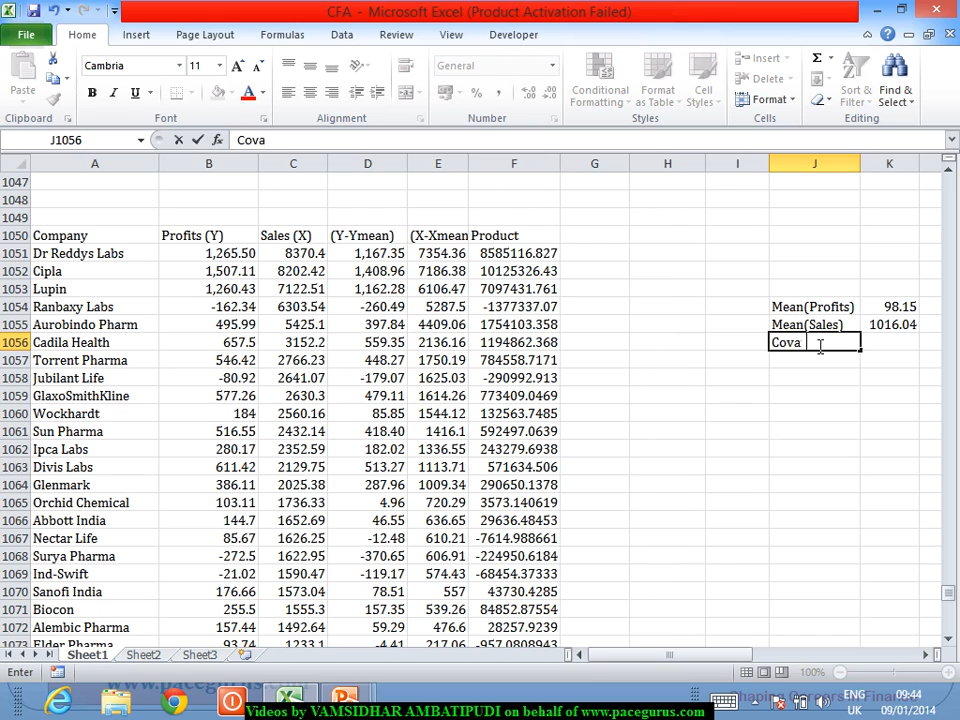 CFA - Microsoft Excel (Product Activation Failed)
File Home Insert Page Layout Formulas Data Review View Developer
Cambria 11 General
Paste
B I U
Conditional Formatting
Format as Table
Cell Styles
Insert
Delete
Format
Sort & Filter
Find & Select
Clipboard Font Alignment Number Styles Cells Editing
J1056 fx Cova
A B C D E F G H I J K
1047
1048
1049
1050 Company Profits (Y) Sales (X) (Y-Ymean) (X-Xmean Product
1051 Dr Reddys Labs 1,265.50 8370.4 1,167.35 7354.36 8585116.827
1052 Cipla 1,507.11 8202.42 1,408.96 7186.38 10125326.43
1053 Lupin 1,260.43 7122.51 1,162.28 6106.47 7097431.761
1054 Ranbaxy Labs -162.34 6303.54 -260.49 5287.5 -1377337.07 Mean(Profits) 98.15
1055 Aurobindo Pharm 495.99 5425.1 397.84 4409.06 1754103.358 Mean(Sales) 1016.04
1056 Cadila Health 657.5 3152.2 559.35 2136.16 1194862.368 Cova
1057 Torrent Pharma 546.42 2766.23 448.27 1750.19 784558.7171
1058 Jubilant Life -80.92 2641.07 -179.07 1625.03 -290992.913
1059 GlaxoSmithKline 577.26 2630.3 479.11 1614.26 773409.0469
1060 Wockhardt 184 2560.16 85.85 1544.12 132563.7485
1061 Sun Pharma 516.55 2432.14 418.40 1416.1 592497.0639
1062 Ipca Labs 280.17 2352.59 182.02 1336.55 243279.6938
1063 Divis Labs 611.42 2129.75 513.27 1113.71 571634.506
1064 Glenmark 386.11 2025.38 287.96 1009.34 290650.1378
1065 Orchid Chemical 103.11 1736.33 4.96 720.29 3573.140619
1066 Abbott India 144.7 1652.69 46.55 636.65 29636.48453
1067 Nectar Life 85.67 1626.25 -12.48 610.21 -7614.988661
1068 Surya Pharma -272.5 1622.95 -370.65 606.91 -224950.6184
1069 Ind-Swift -21.02 1590.47 -119.17 574.43 -68454.37333
1070 Sanofi India 176.66 1573.04 78.51 557 43730.4285
1071 Biocon 255.5 1555.3 157.35 539.26 84852.87554
1072 Alembic Pharma 157.44 1492.64 59.29 476.6 28257.9239
1073 Elder Pharma 93.74 1233.1 -4.41 217.06 -957.0808943
Sheet1 Sheet2 Sheet3
Enter 100%
www.pacegurus.com
ENG 09:44
UK 09/01/2014
Videos by VAMSIDHAR AMBATIPUDI on behalf of www.pacegurus.com